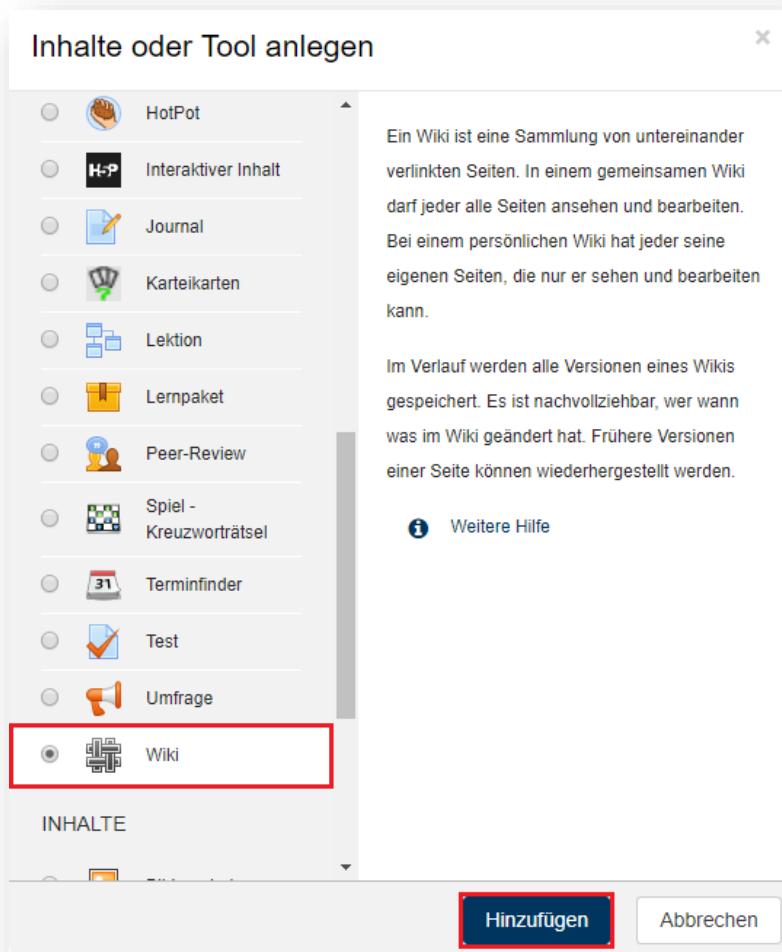 Inhalte oder Tool anlegen
×
HotPot
H-P
Interaktiver Inhalt
Journal
Karteikarten
Lektion
Lernpaket
Peer-Review
Spiel -
Kreuzworträtsel
31
Terminfinder
Test
Umfrage
Wiki
INHALTE
Ein Wiki ist eine Sammlung von untereinander
verlinkten Seiten. In einem gemeinsamen Wiki
darf jeder alle Seiten ansehen und bearbeiten.
Bei einem persönlichen Wiki hat jeder seine
eigenen Seiten, die nur er sehen und bearbeiten
kann.
Im Verlauf werden alle Versionen eines Wikis
gespeichert. Es ist nachvollziehbar, wer wann
was im Wiki geändert hat. Frühere Versionen
einer Seite können wiederhergestellt werden.
Weitere Hilfe
Hinzufügen
Abbrechen